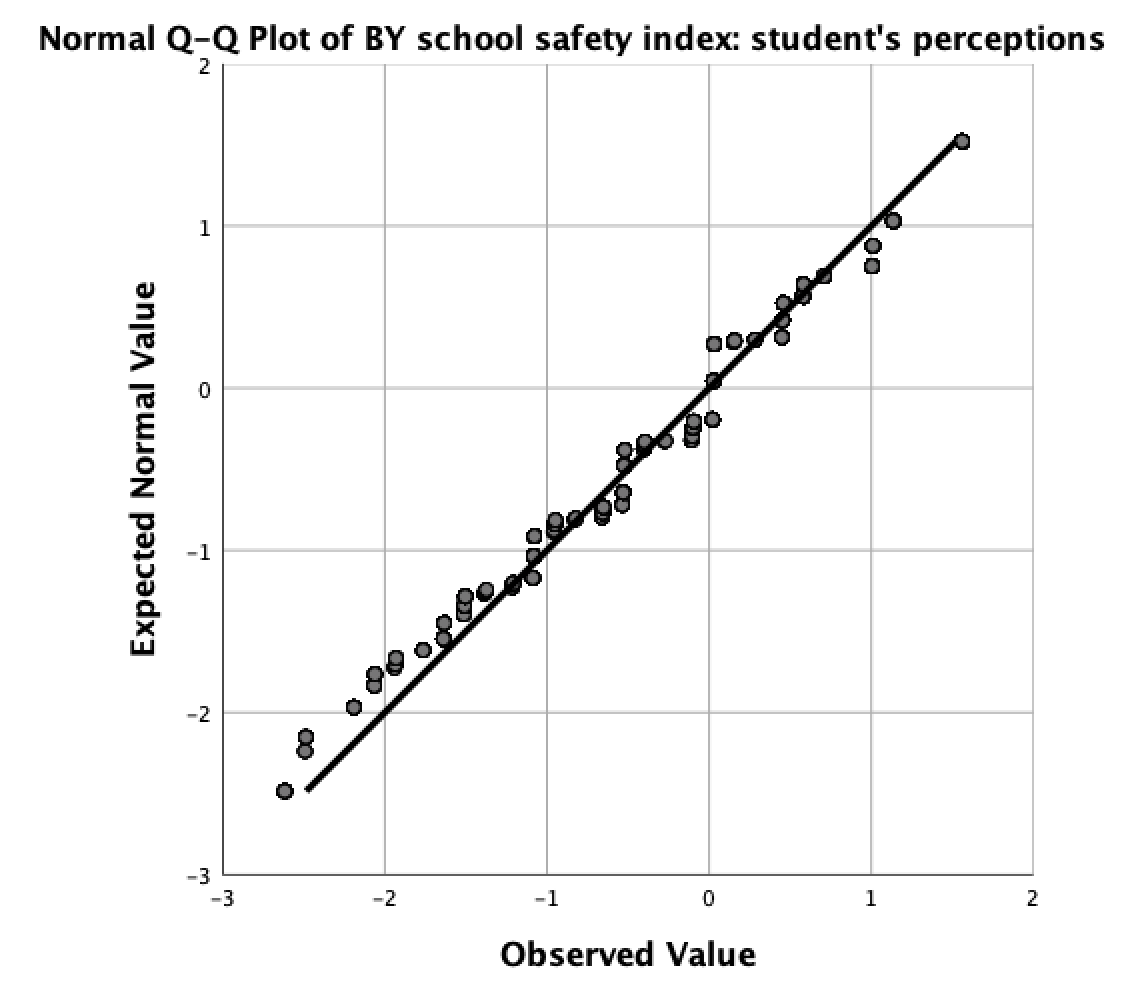 Normal Q-Q Plot of BY school safety index: student's perceptions
2
1
0
-1
-2
-3
Expected Normal Value
-3 -2 -1 0 1 2
Observed Value